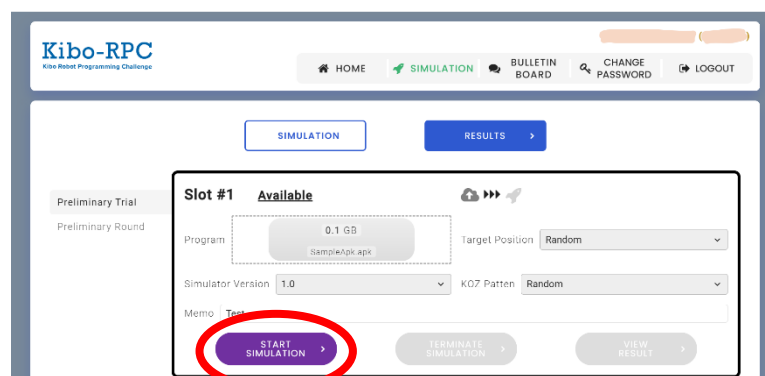 Kibo-RPC
Kibo Robot Programming Challenge
HOME
SIMULATION
BULLETIN BOARD
CHANGE PASSWORD
LOGOUT
SIMULATION
RESULTS
Preliminary Trial
Preliminary Round
Slot #1 Available
Program
0.1 GB
SampleApk.apk
Target Position Random
Simulator Version 1.0
KOZ Patten Random
Memo Test
START SIMULATION
TERMINATE SIMULATION
VIEW RESULT